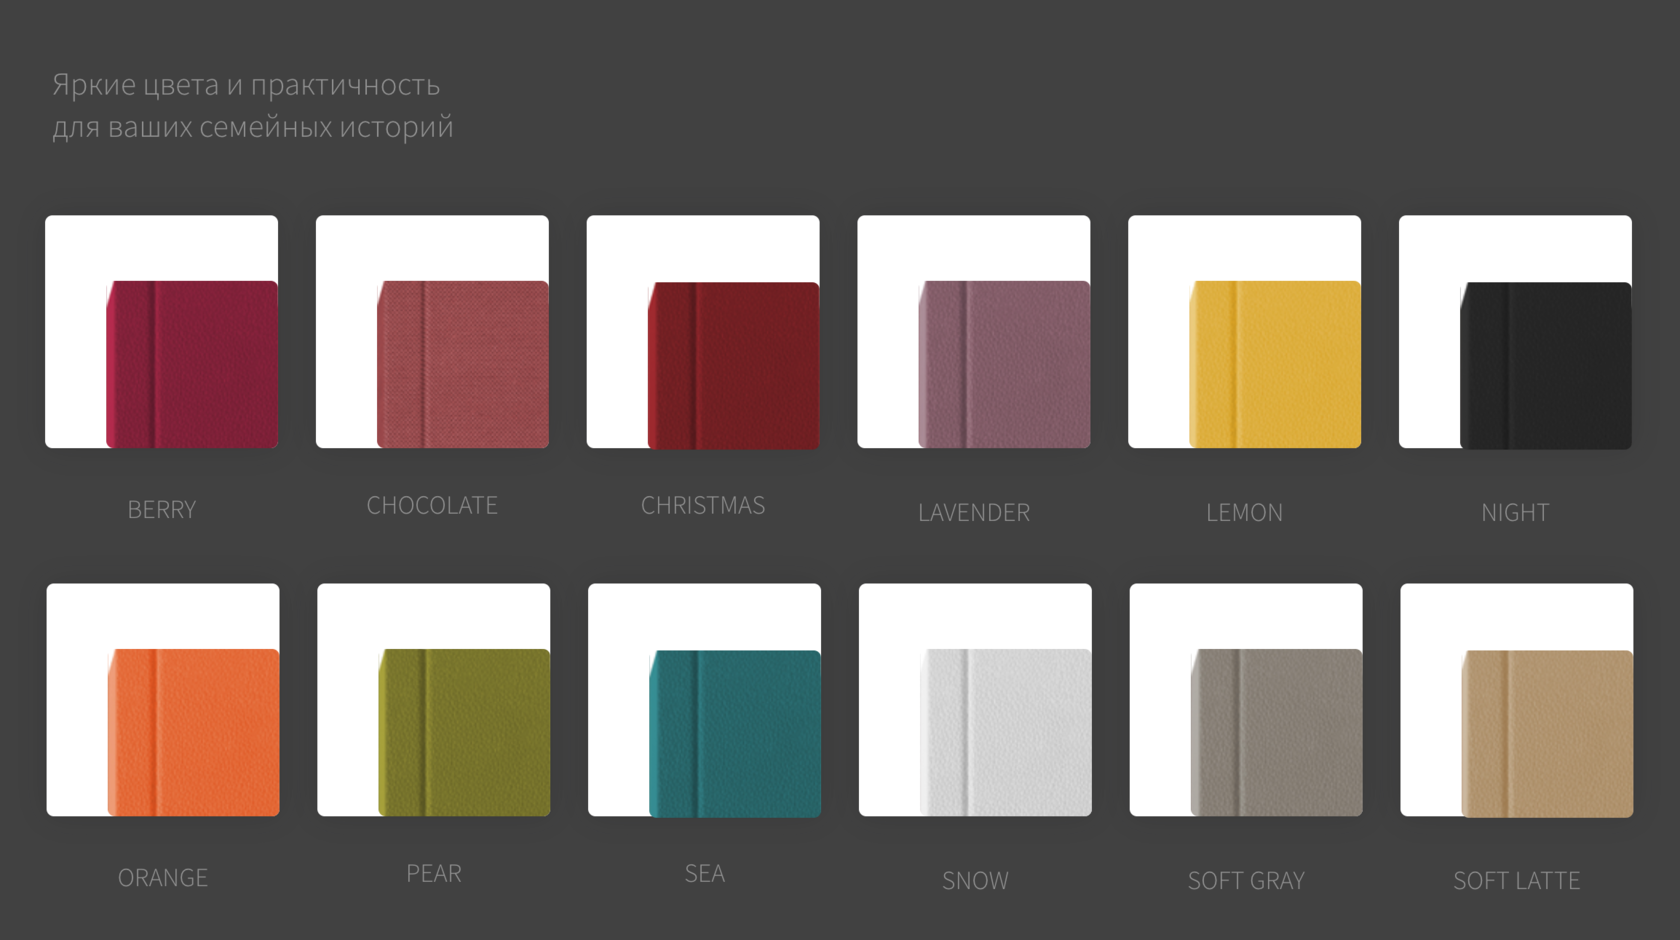 Яркие цвета и практичность
для ваших семейных историй
BERRY
CHOCOLATE
CHRISTMAS
LAVENDER
LEMON
NIGHT
ORANGE
PEAR
SEA
SNOW
SOFT GRAY
SOFT LATTE